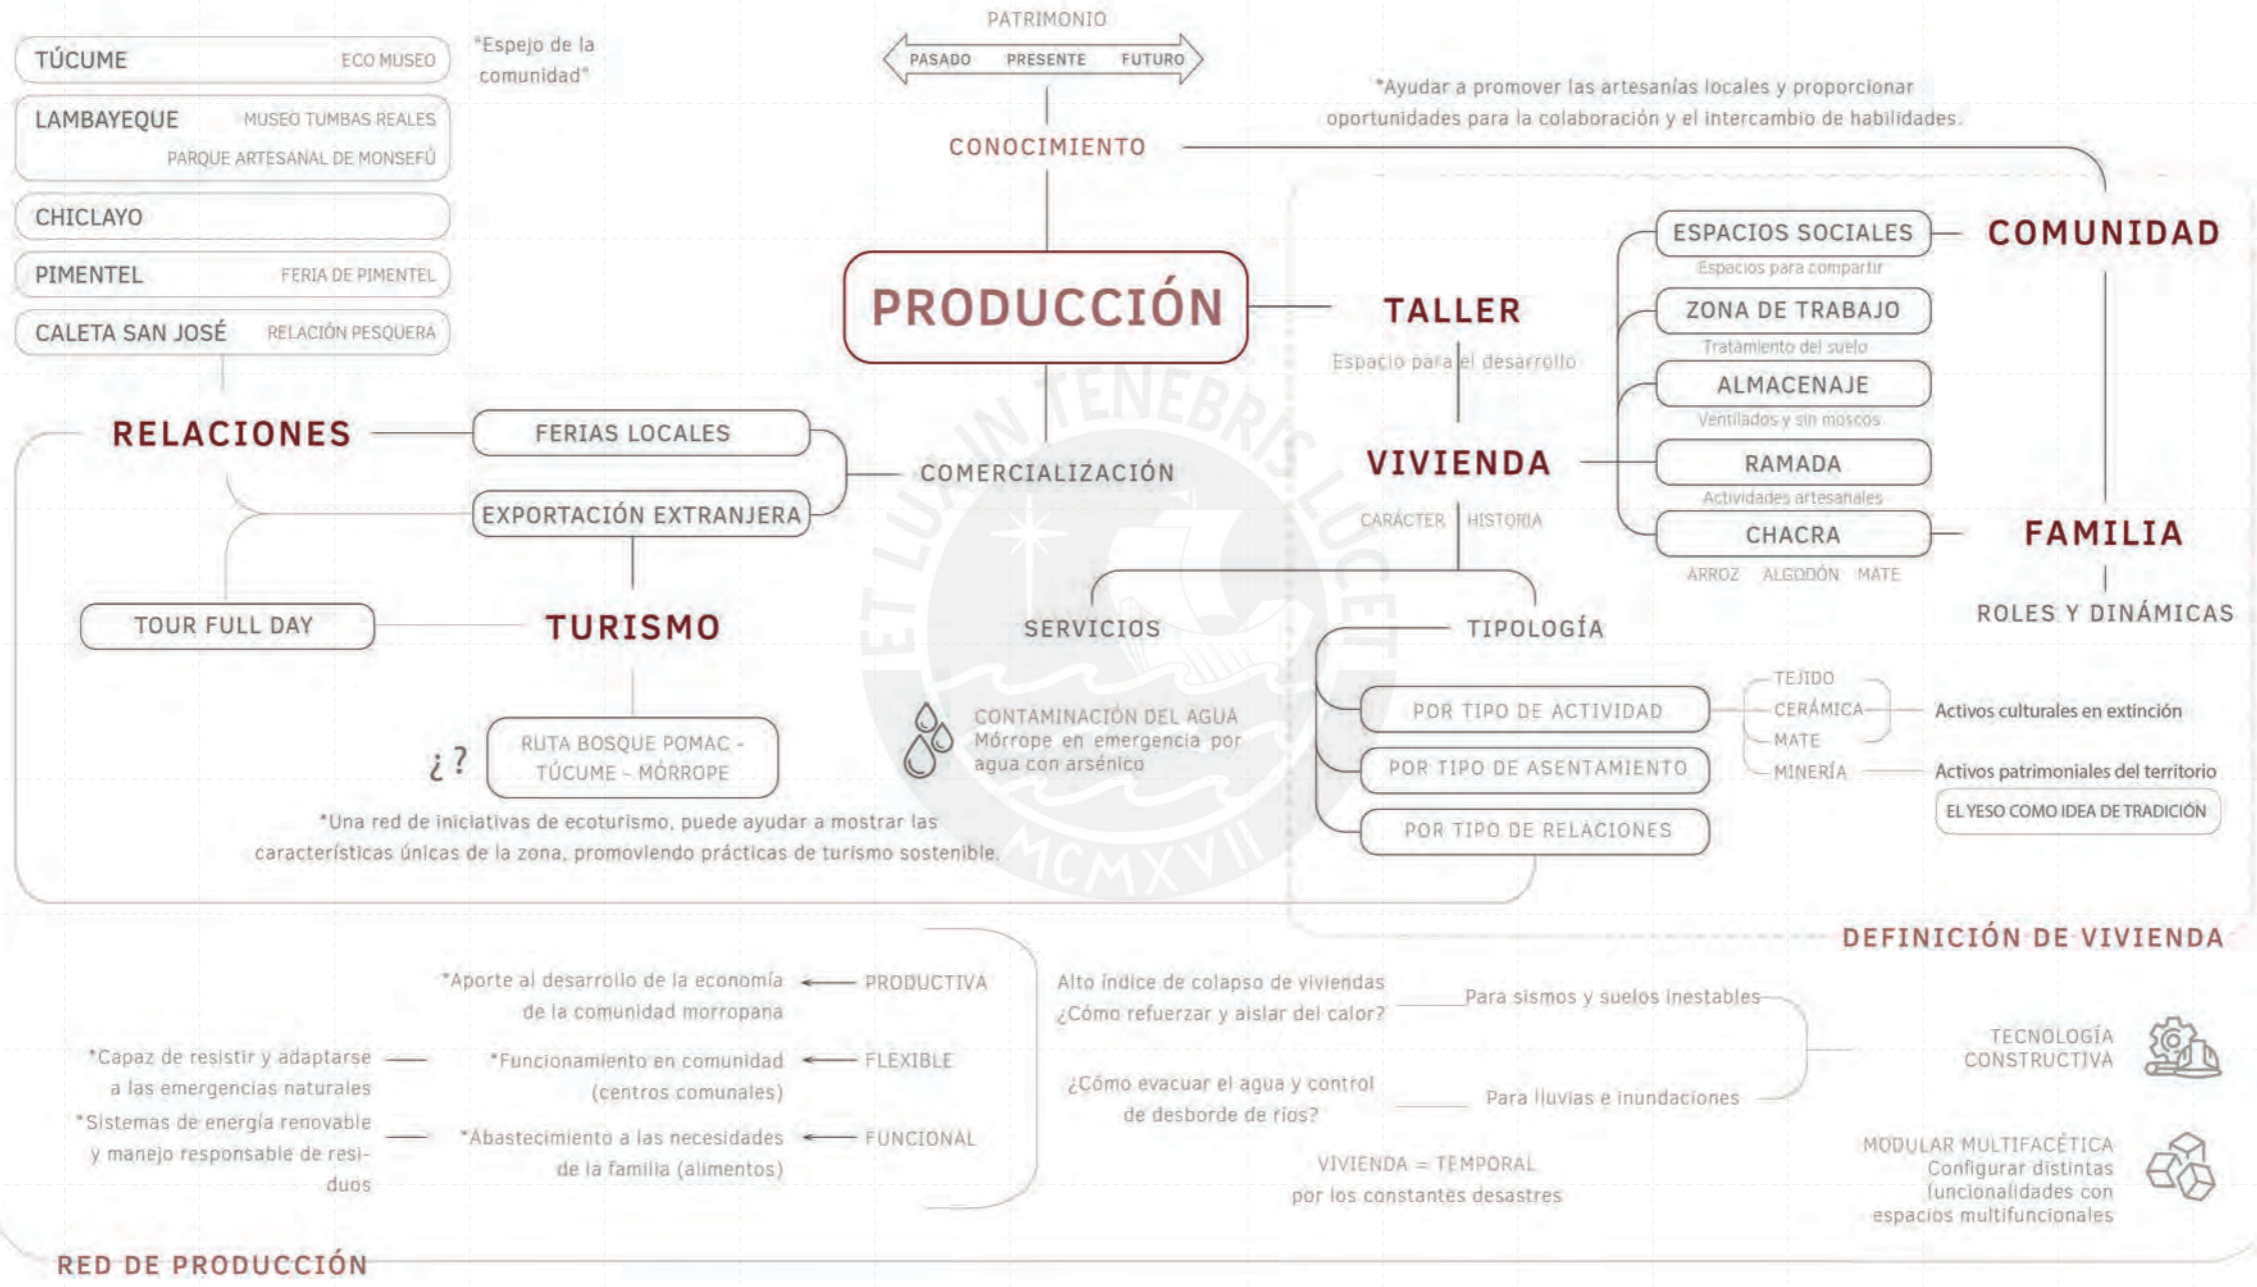 PATRIMONIO
PASADO PRESENTE FUTURO
CONOCIMIENTO
*Ayudar a promover las artesanías locales y proporcionar
oportunidades para la colaboración y el intercambio de habilidades.
TÚCUME ECO MUSEO
"Espejo de la
comunidad"
LAMBAYEQUE MUSEO TUMBAS REALES
PARQUE ARTESANAL DE MONSEFÚ
CHICLAYO
PIMENTEL FERIA DE PIMENTEL
CALETA SAN JOSÉ RELACIÓN PESQUERA
RELACIONES
FERIAS LOCALES
EXPORTACIÓN EXTRANJERA
COMERCIALIZACIÓN
PRODUCCIÓN
TALLER
Espacio para el desarrollo
VIVIENDA
CARÁCTER HISTORIA
ESPACIOS SOCIALES
Espacios para compartir
ZONA DE TRABAJO
Tratamiento del suelo
ALMACENAJE
Ventilados y sin moscos
RAMADA
Actividades artesanales
CHACRA
ARROZ ALGODÓN MATE
COMUNIDAD
FAMILIA
ROLES Y DINÁMICAS
TOUR FULL DAY
TURISMO
¿?
RUTA BOSQUE POMAC -
TÚCUME - MÓRROPE
*Una red de iniciativas de ecoturismo, puede ayudar a mostrar las
características únicas de la zona, promoviendo prácticas de turismo sostenible.
SERVICIOS
CONTAMINACIÓN DEL AGUA
Mórrope en emergencia por
agua con arsénico
TIPOLOGÍA
POR TIPO DE ACTIVIDAD
POR TIPO DE ASENTAMIENTO
POR TIPO DE RELACIONES
TEJIDO
CERÁMICA
MATE
MINERÍA
Activos culturales en extinción
Activos patrimoniales del territorio
EL YESO COMO IDEA DE TRADICIÓN
ET LUX IN TENEBRIS LUCET
MCMXVII
DEFINICIÓN DE VIVIENDA
*Aporte al desarrollo de la economía
de la comunidad morropana
PRODUCTIVA
*Capaz de resistir y adaptarse
a las emergencias naturales
*Funcionamiento en comunidad
(centros comunales)
FLEXIBLE
*Sistemas de energía renovable
y manejo responsable de resi-
duos
*Abastecimiento a las necesidades
de la familia (alimentos)
FUNCIONAL
Alto índice de colapso de viviendas
¿Cómo refuerzar y aislar del calor?
Para sismos y suelos inestables
¿Cómo evacuar el agua y control
de desborde de ríos?
Para lluvias e inundaciones
VIVIENDA = TEMPORAL
por los constantes desastres
TECNOLOGÍA
CONSTRUCTIVA
MODULAR MULTIFACÉTICA
Configurar distintas
funcionalidades con
espacios multifuncionales
RED DE PRODUCCIÓN